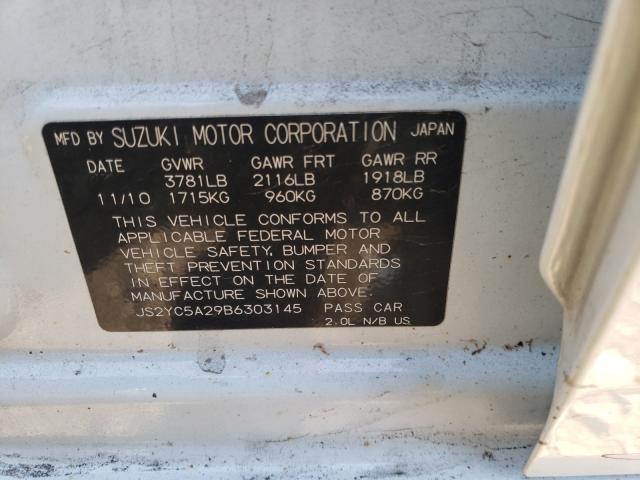 MFD BY SUZUKI MOTOR CORPORATION JAPAN
DATE GVWR GAWR FRT GAWR RR
3781LB 2116LB 1918LB
11/10 1715KG 960KG 870KG
THIS VEHICLE CONFORMS TO ALL
APPLICABLE FEDERAL MOTOR
VEHICLE SAFETY, BUMPER AND
THEFT PREVENTION STANDARDS
IN EFFECT ON THE DATE OF
MANUFACTURE SHOWN ABOVE.
JS2YC5A29B6303145 PASS CAR
2.0L N/B US